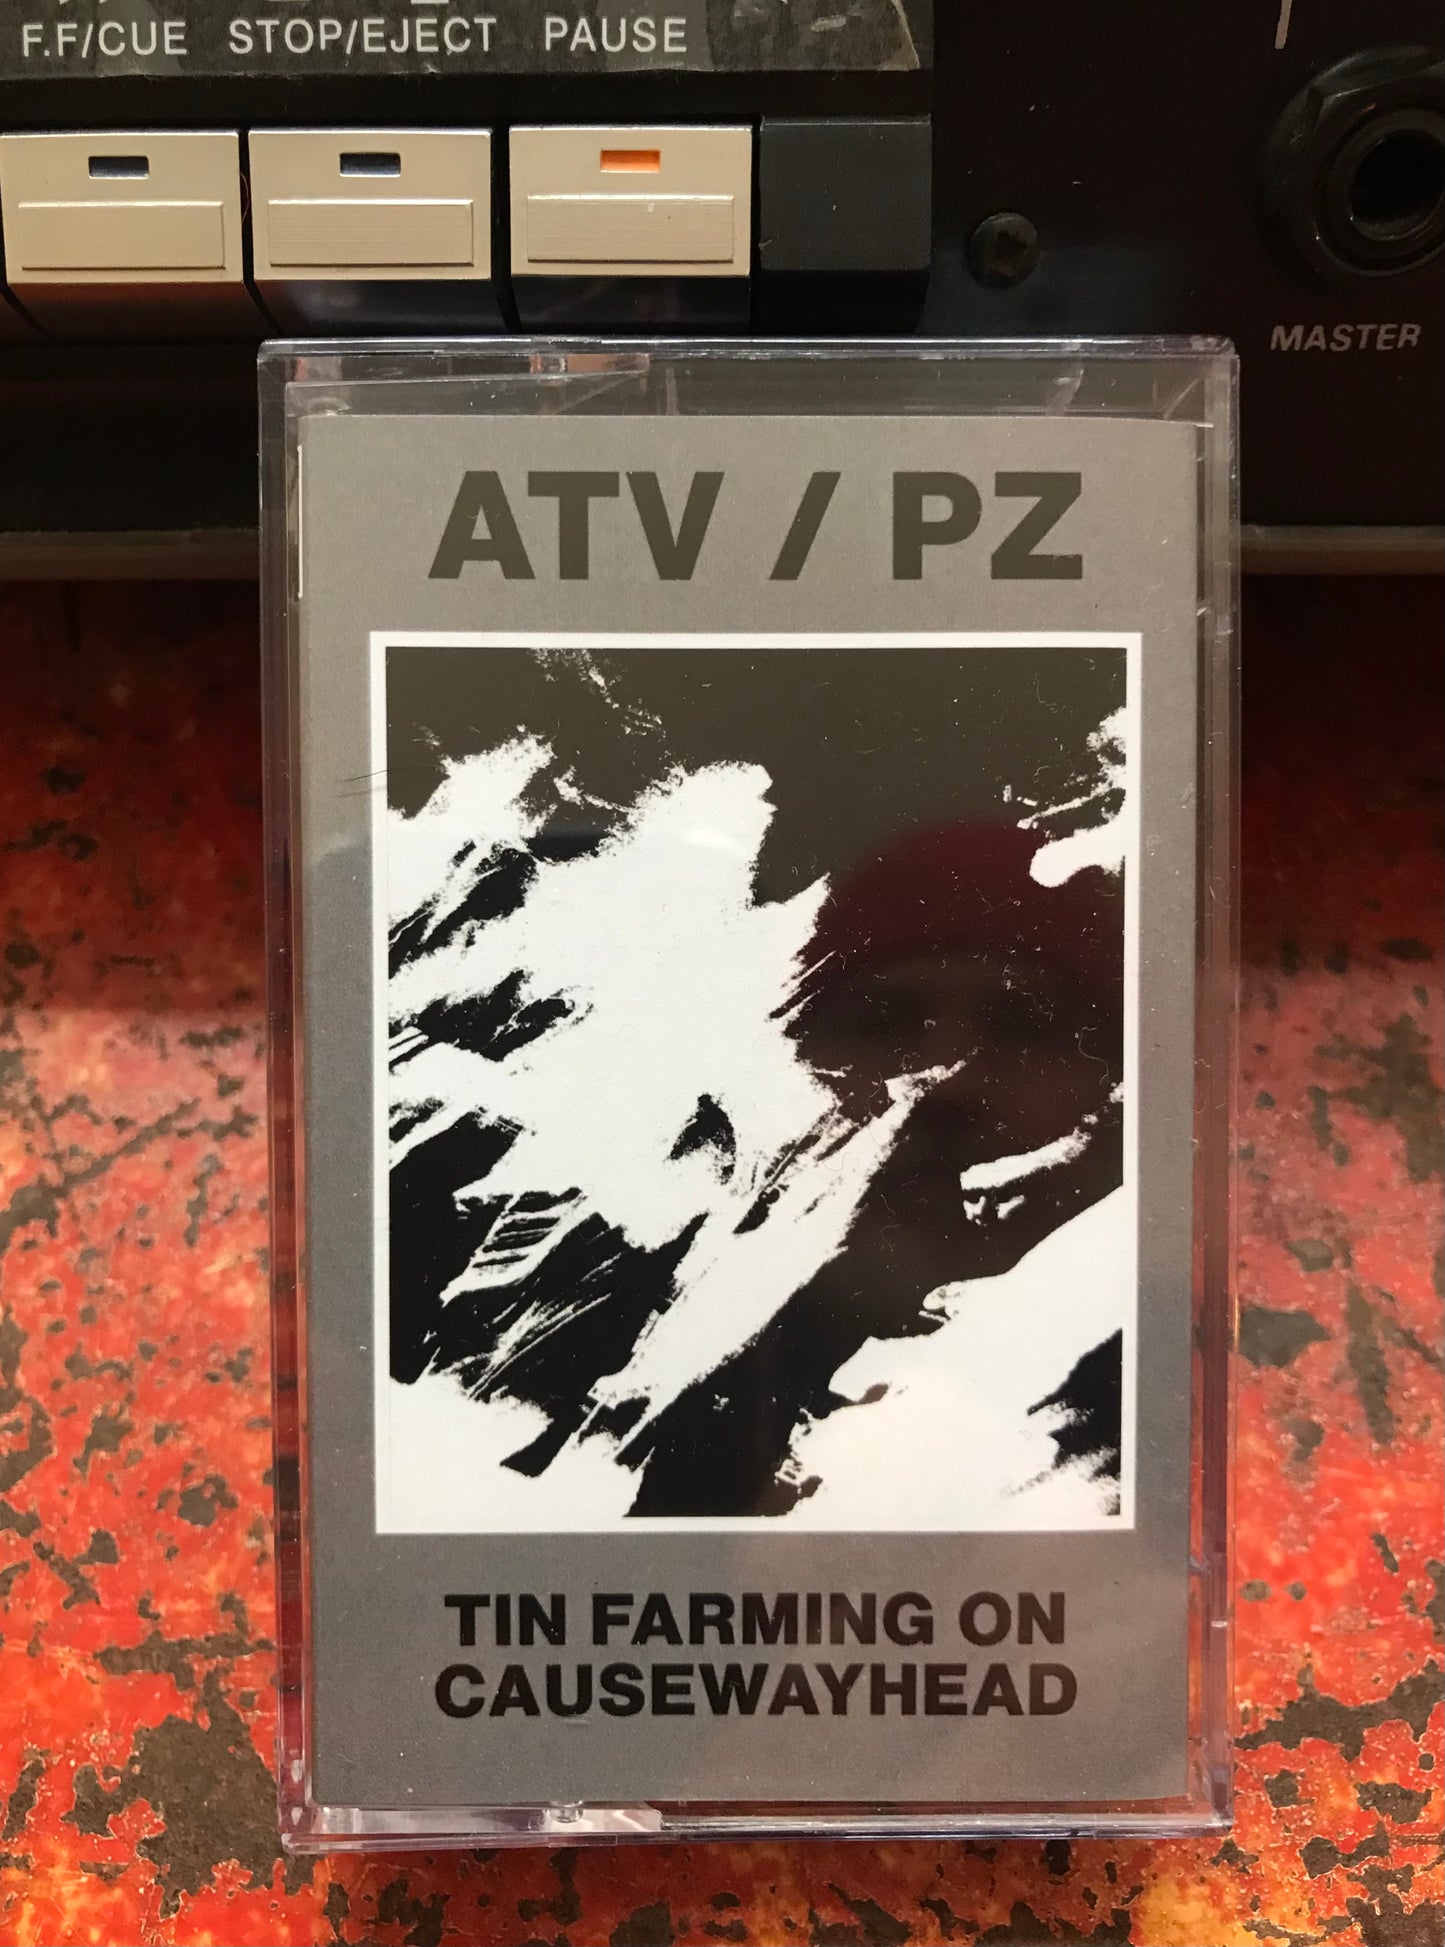 F.F/CUE STOP/EJECT PAUSE
MASTER
ATV / PZ
TIN FARMING ON
CAUSEWAYHEAD